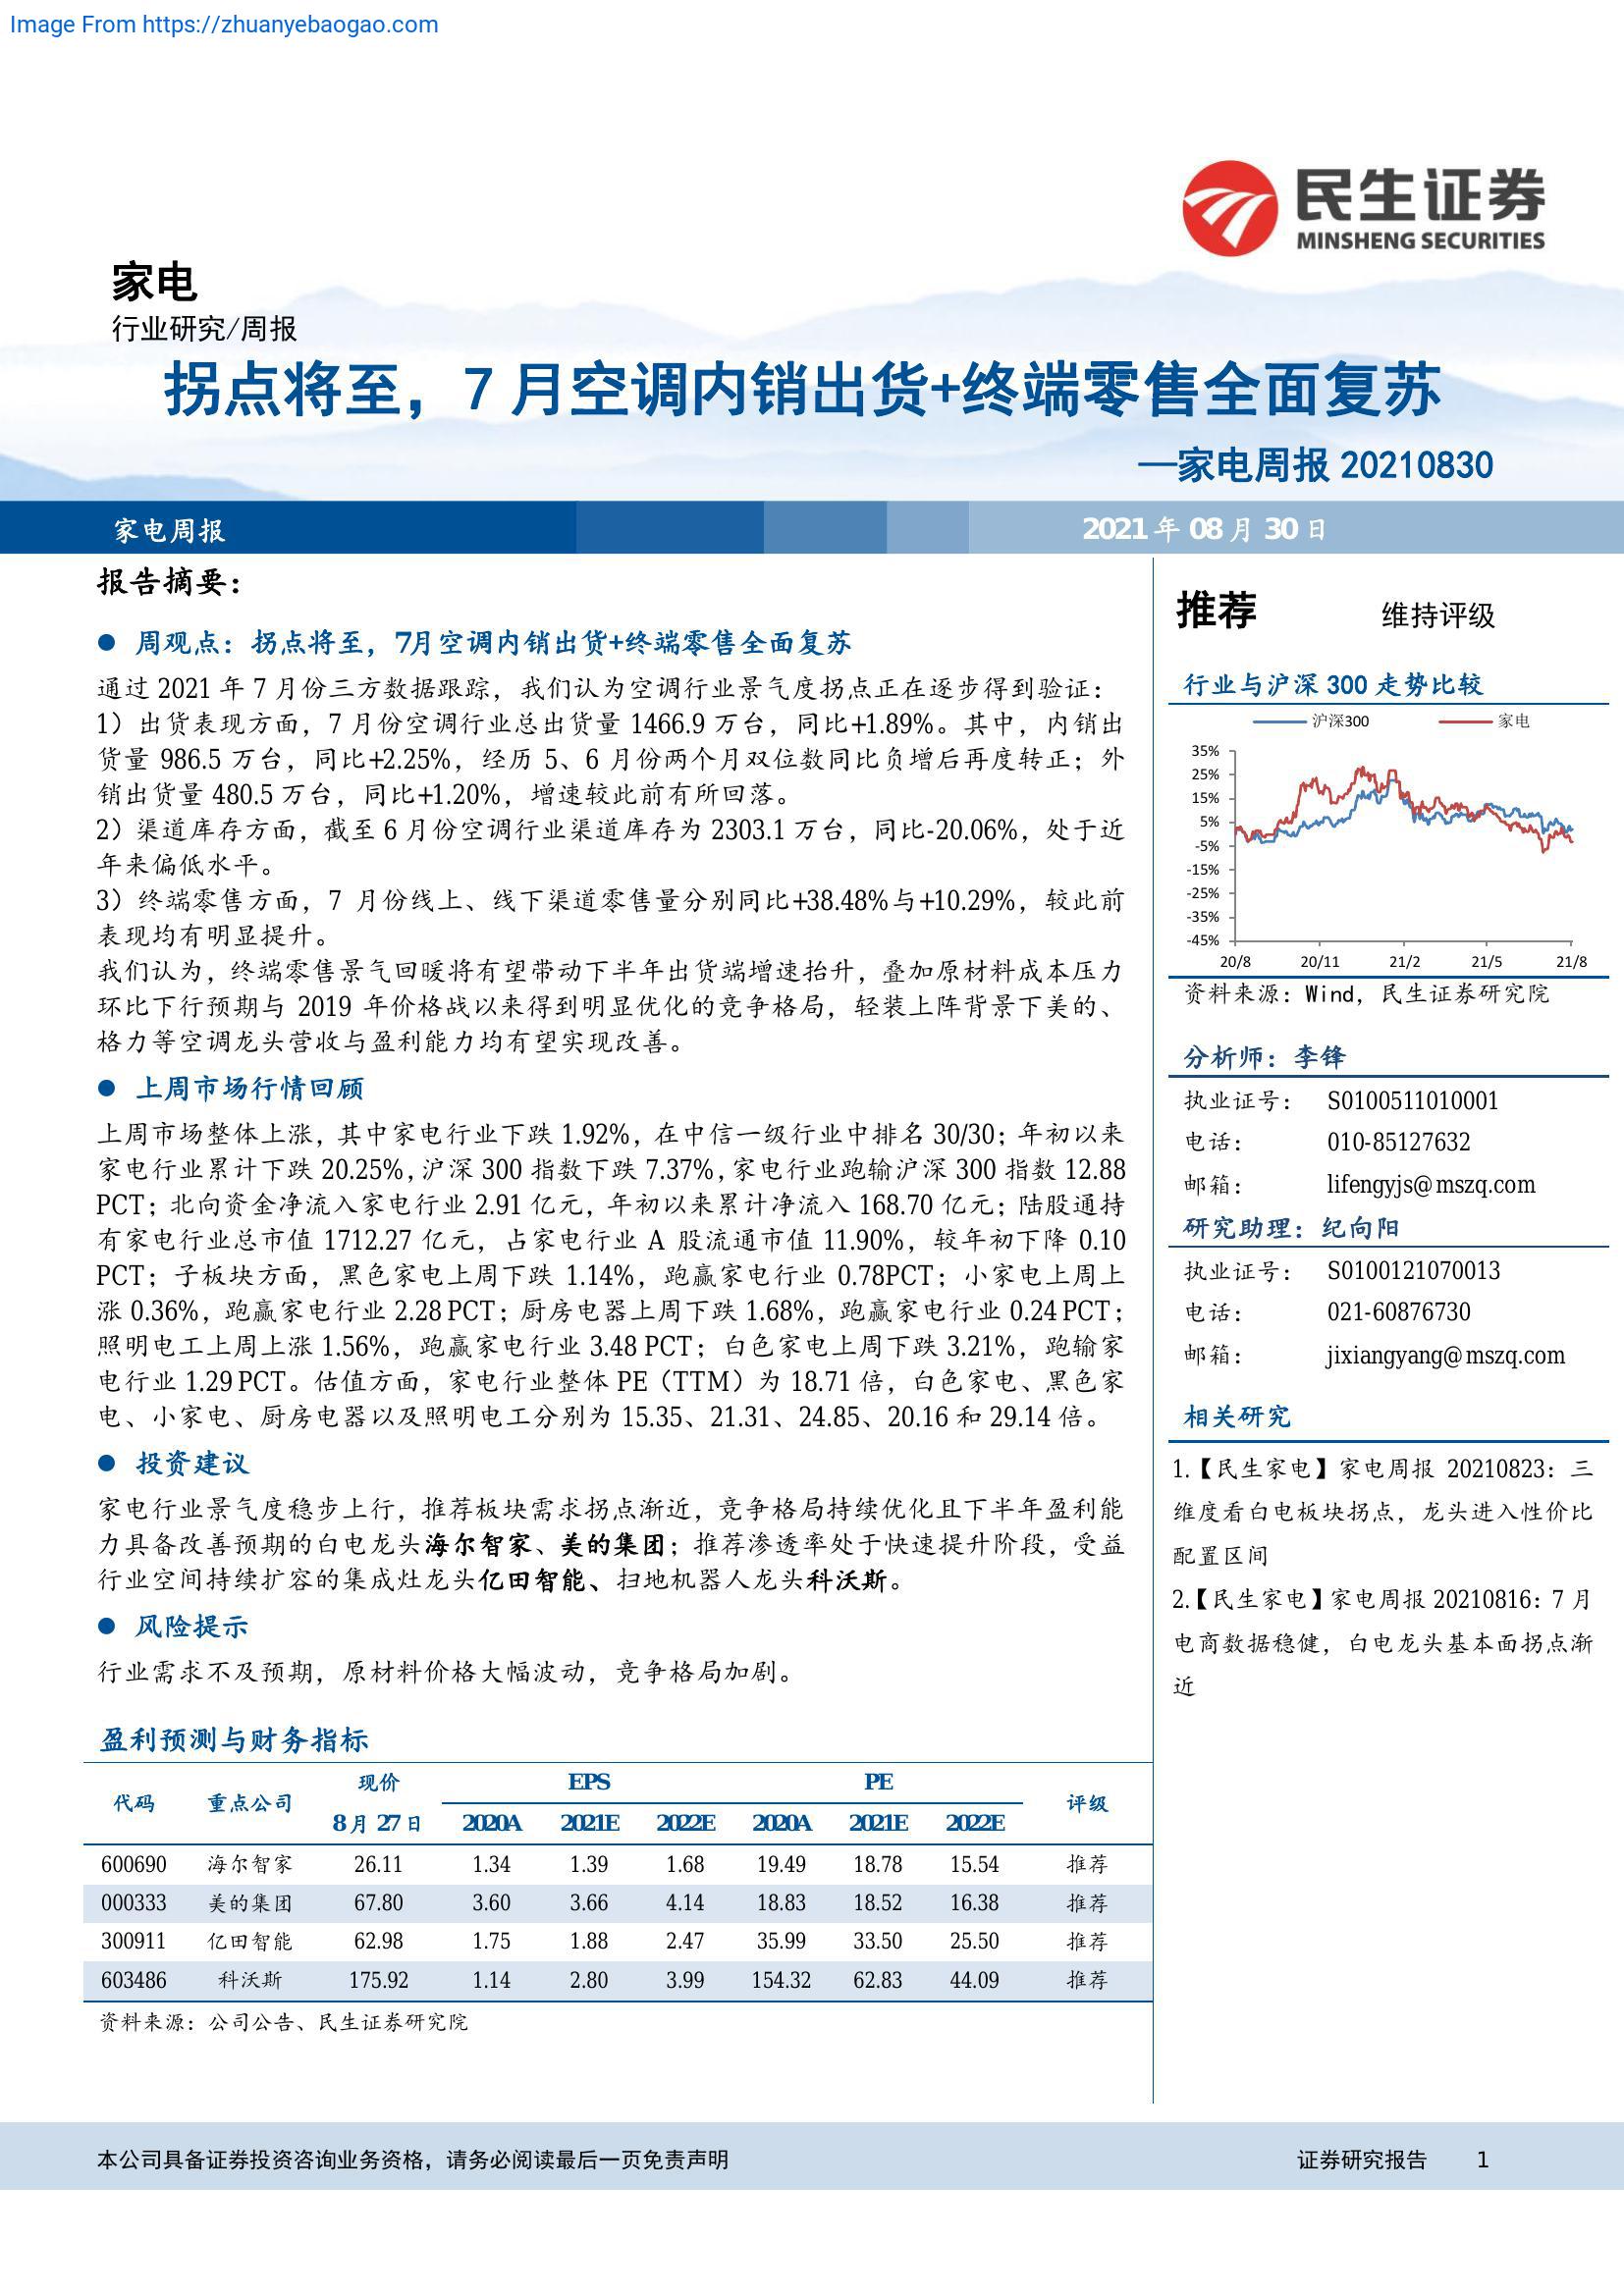 Image From https://zhuanyebaogao.com
民生证券
MINSHENG SECURITIES
家电
行业研究/周报
拐点将至，7 月空调内销出货+终端零售全面复苏
—家电周报 20210830
家电周报
2021 年 08 月 30 日
报告摘要：
● 周观点：拐点将至，7月空调内销出货+终端零售全面复苏
通过 2021 年 7 月份三方数据跟踪，我们认为空调行业景气度拐点正在逐步得到验证：
1）出货表现方面，7 月份空调行业总出货量 1466.9 万台，同比+1.89%。其中，内销出
货量 986.5 万台，同比+2.25%，经历 5、6 月份两个月双位数同比负增后再度转正；外
销出货量 480.5 万台，同比+1.20%，增速较此前有所回落。
2）渠道库存方面，截至 6 月份空调行业渠道库存为 2303.1 万台，同比-20.06%，处于近
年来偏低水平。
3）终端零售方面，7 月份线上、线下渠道零售量分别同比+38.48%与+10.29%，较此前
表现均有明显提升。
我们认为，终端零售景气回暖将有望带动下半年出货端增速抬升，叠加原材料成本压力
环比下行预期与 2019 年价格战以来得到明显优化的竞争格局，轻装上阵背景下美的、
格力等空调龙头营收与盈利能力均有望实现改善。
● 上周市场行情回顾
上周市场整体上涨，其中家电行业下跌 1.92%，在中信一级行业中排名 30/30；年初以来
家电行业累计下跌 20.25%，沪深 300 指数下跌 7.37%，家电行业跑输沪深 300 指数 12.88
PCT；北向资金净流入家电行业 2.91 亿元，年初以来累计净流入 168.70 亿元；陆股通持
有家电行业总市值 1712.27 亿元，占家电行业 A 股流通市值 11.90%，较年初下降 0.10
PCT；子板块方面，黑色家电上周下跌 1.14%，跑赢家电行业 0.78PCT；小家电上周上
涨 0.36%，跑赢家电行业 2.28 PCT；厨房电器上周下跌 1.68%，跑赢家电行业 0.24 PCT；
照明电工上周上涨 1.56%，跑赢家电行业 3.48 PCT；白色家电上周下跌 3.21%，跑输家
电行业 1.29 PCT。估值方面，家电行业整体 PE（TTM）为 18.71 倍，白色家电、黑色家
电、小家电、厨房电器以及照明电工分别为 15.35、21.31、24.85、20.16 和 29.14 倍。
● 投资建议
家电行业景气度稳步上行，推荐板块需求拐点渐近，竞争格局持续优化且下半年盈利能
力具备改善预期的白电龙头海尔智家、美的集团；推荐渗透率处于快速提升阶段，受益
行业空间持续扩容的集成灶龙头亿田智能、扫地机器人龙头科沃斯。
● 风险提示
行业需求不及预期，原材料价格大幅波动，竞争格局加剧。
盈利预测与财务指标
代码 重点公司 现价 EPS PE 评级
8 月 27 日 2020A 2021E 2022E 2020A 2021E 2022E
600690 海尔智家 26.11 1.34 1.39 1.68 19.49 18.78 15.54 推荐
000333 美的集团 67.80 3.60 3.66 4.14 18.83 18.52 16.38 推荐
300911 亿田智能 62.98 1.75 1.88 2.47 35.99 33.50 25.50 推荐
603486 科沃斯 175.92 1.14 2.80 3.99 154.32 62.83 44.09 推荐
资料来源：公司公告、民生证券研究院
推荐 维持评级
行业与沪深 300 走势比较
沪深300 家电
35%
25%
15%
5%
-5%
-15%
-25%
-35%
-45%
20/8 20/11 21/2 21/5 21/8
资料来源：Wind，民生证券研究院
分析师：李锋
执业证号： S0100511010001
电话： 010-85127632
邮箱： lifengyjs@mszq.com
研究助理：纪向阳
执业证号： S0100121070013
电话： 021-60876730
邮箱： jixiangyang@mszq.com
相关研究
1.【民生家电】家电周报 20210823：三
维度看白电板块拐点，龙头进入性价比
配置区间
2.【民生家电】家电周报 20210816：7 月
电商数据稳健，白电龙头基本面拐点渐
近
本公司具备证券投资咨询业务资格，请务必阅读最后一页免责声明
证券研究报告 1